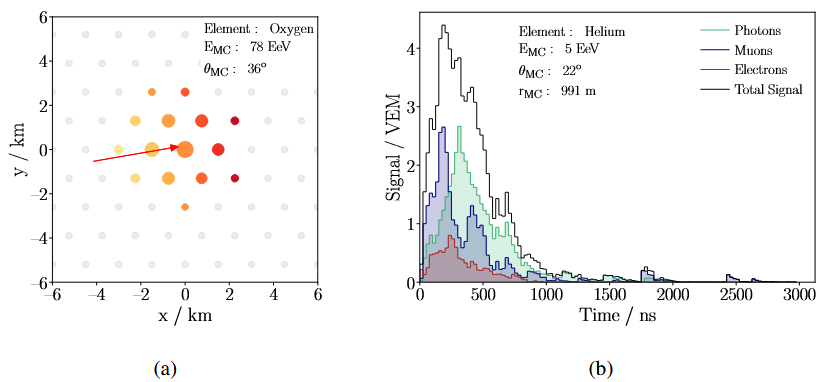 Element : Oxygen
E_MC : 78 EeV
θ_MC : 36°
6
4
2
0
−2
−4
−6
y / km
−6 −4 −2 0 2 4 6
x / km
(a)
Element : Helium
E_MC : 5 EeV
θ_MC : 22°
r_MC : 991 m
Photons
Muons
Electrons
Total Signal
4
3
2
1
0
Signal / VEM
0 500 1000 1500 2000 2500 3000
Time / ns
(b)